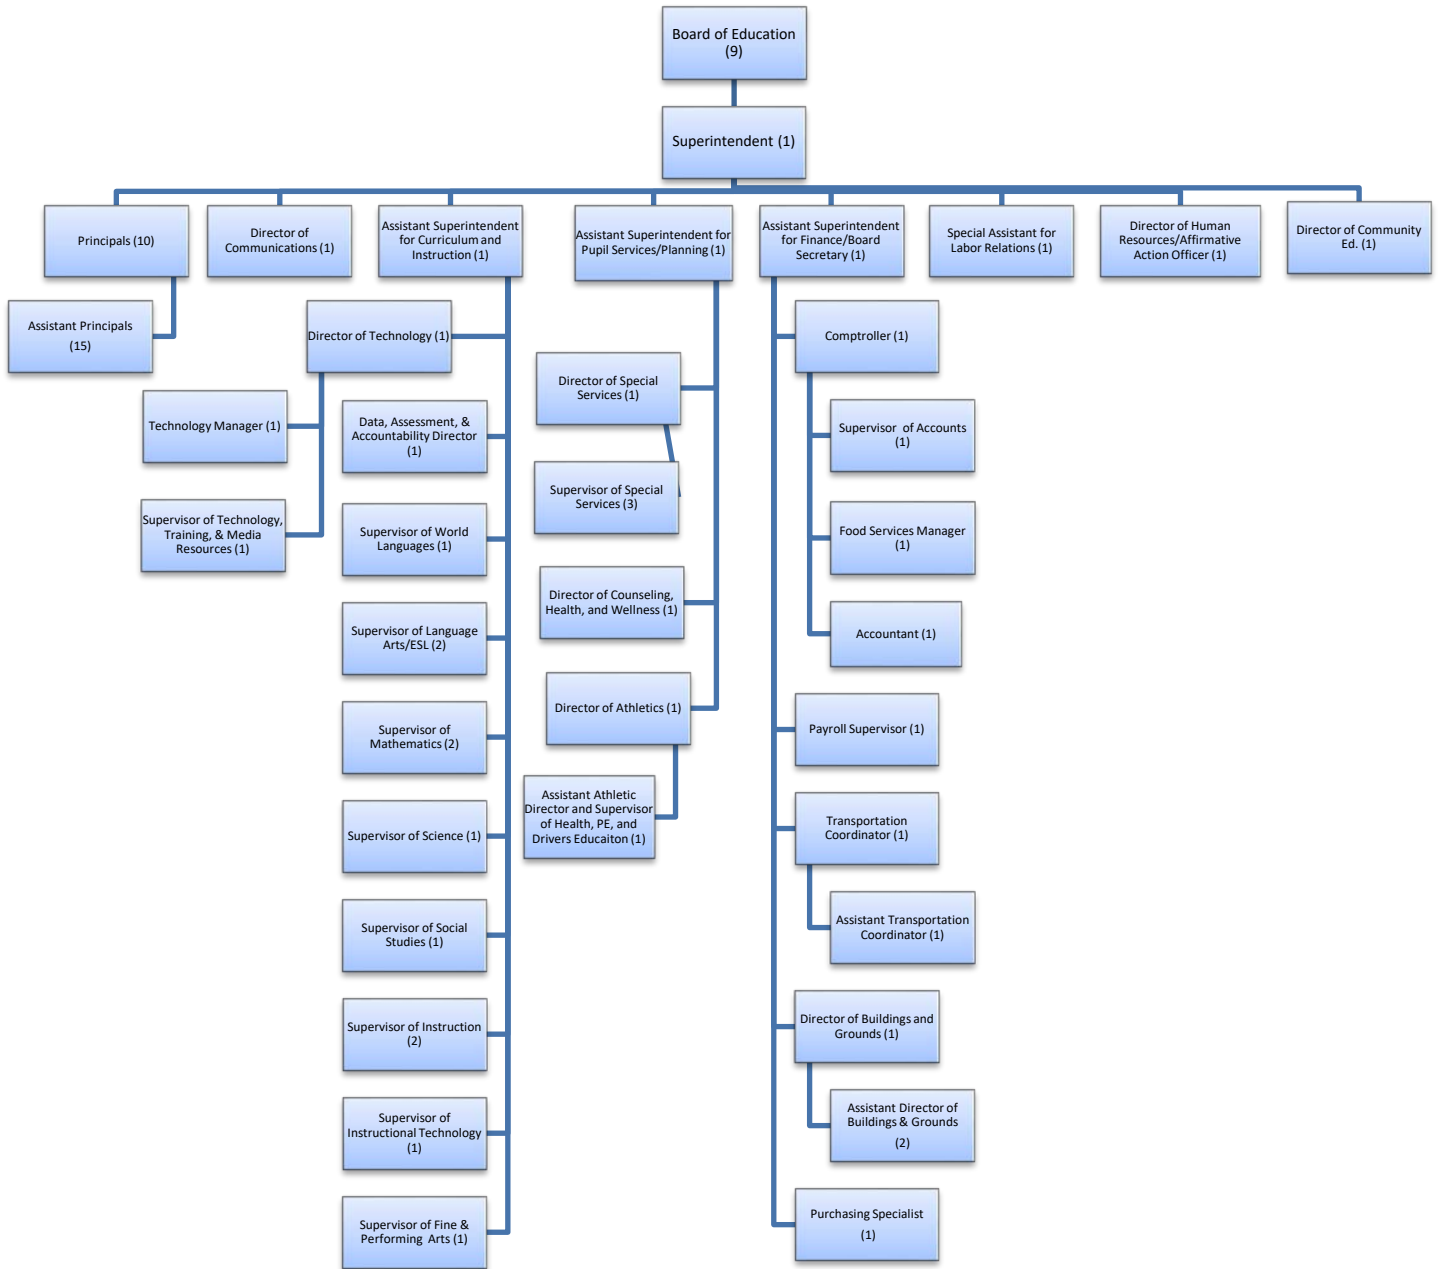 Board of Education
(9)
Superintendent (1)
Principals (10)
Director of
Communications (1)
Assistant Superintendent
for Curriculum and
Instruction (1)
Assistant Superintendent for
Pupil Services/Planning (1)
Assistant Superintendent
for Finance/Board
Secretary (1)
Special Assistant for
Labor Relations (1)
Director of Human
Resources/Affirmative
Action Officer (1)
Director of Community
Ed. (1)
Assistant Principals
(15)
Director of Technology (1)
Technology Manager (1)
Supervisor of Technology,
Training, & Media
Resources (1)
Data, Assessment, &
Accountability Director
(1)
Supervisor of World
Languages (1)
Supervisor of Language
Arts/ESL (2)
Supervisor of
Mathematics (2)
Supervisor of Science (1)
Supervisor of Social
Studies (1)
Supervisor of Instruction
(2)
Supervisor of
Instructional Technology
(1)
Supervisor of Fine &
Performing Arts (1)
Director of Special
Services (1)
Supervisor of Special
Services (3)
Director of Counseling,
Health, and Wellness (1)
Director of Athletics (1)
Assistant Athletic
Director and Supervisor
of Health, PE, and
Drivers Educaiton (1)
Comptroller (1)
Supervisor of Accounts
(1)
Food Services Manager
(1)
Accountant (1)
Payroll Supervisor (1)
Transportation
Coordinator (1)
Assistant Transportation
Coordinator (1)
Director of Buildings and
Grounds (1)
Assistant Director of
Buildings & Grounds
(2)
Purchasing Specialist
(1)